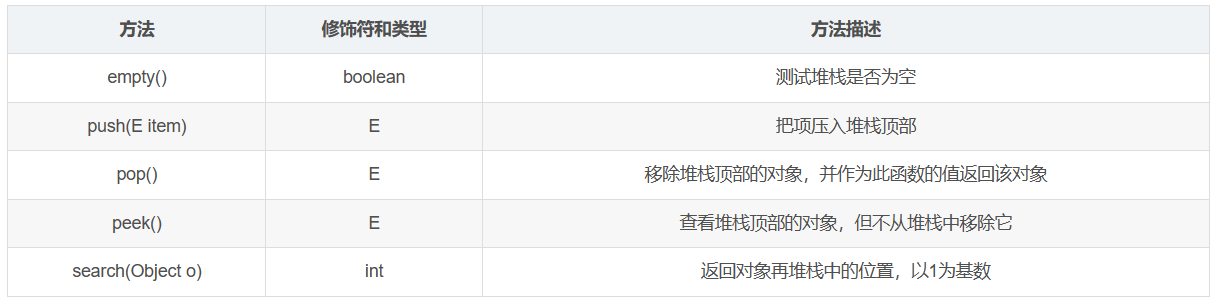 方法 修饰符和类型 方法描述
empty() boolean 测试堆栈是否为空
push(E item) E 把项压入堆栈顶部
pop() E 移除堆栈顶部的对象，并作为此函数的值返回该对象
peek() E 查看堆栈顶部的对象，但不从堆栈中移除它
search(Object o) int 返回对象再堆栈中的位置，以1为基数